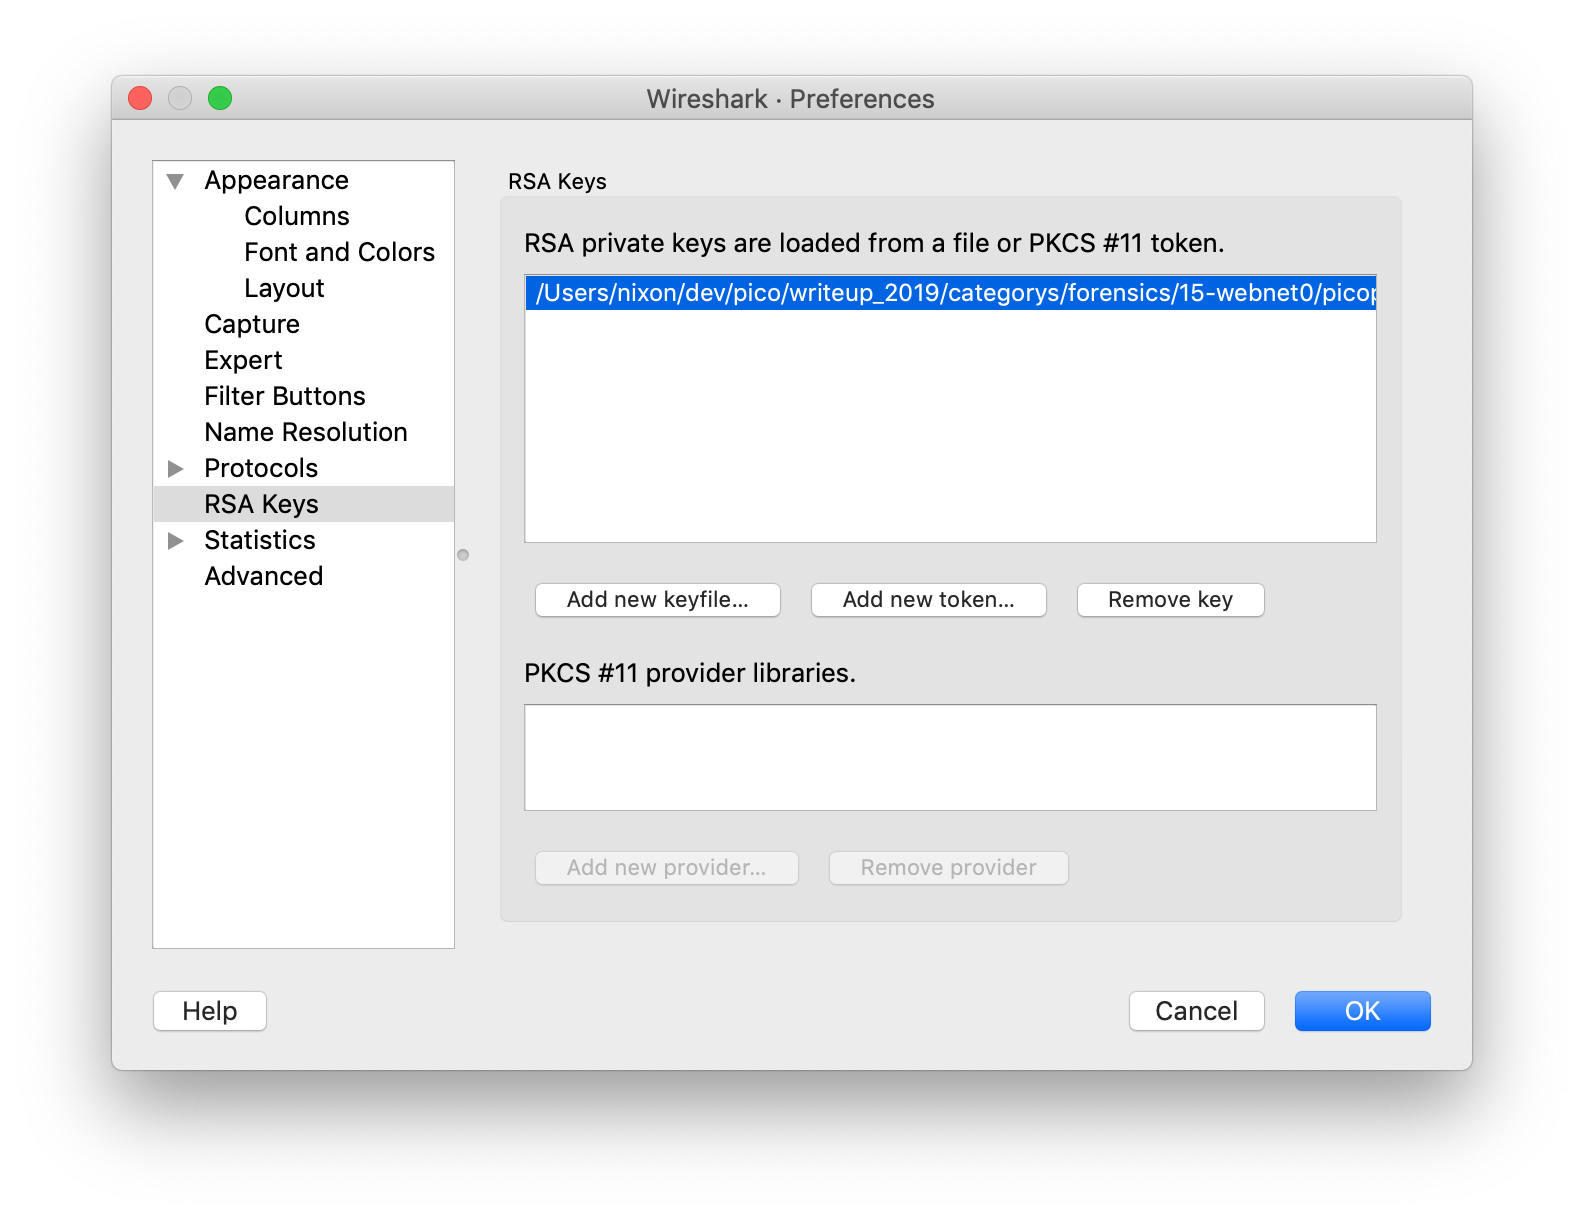 Wireshark · Preferences
Appearance
Columns
Font and Colors
Layout
Capture
Expert
Filter Buttons
Name Resolution
Protocols
RSA Keys
Statistics
Advanced
RSA Keys
RSA private keys are loaded from a file or PKCS #11 token.
/Users/nixon/dev/pico/writeup_2019/categorys/forensics/15-webnet0/picop
Add new keyfile... Add new token... Remove key
PKCS #11 provider libraries.
Add new provider... Remove provider
Help Cancel OK